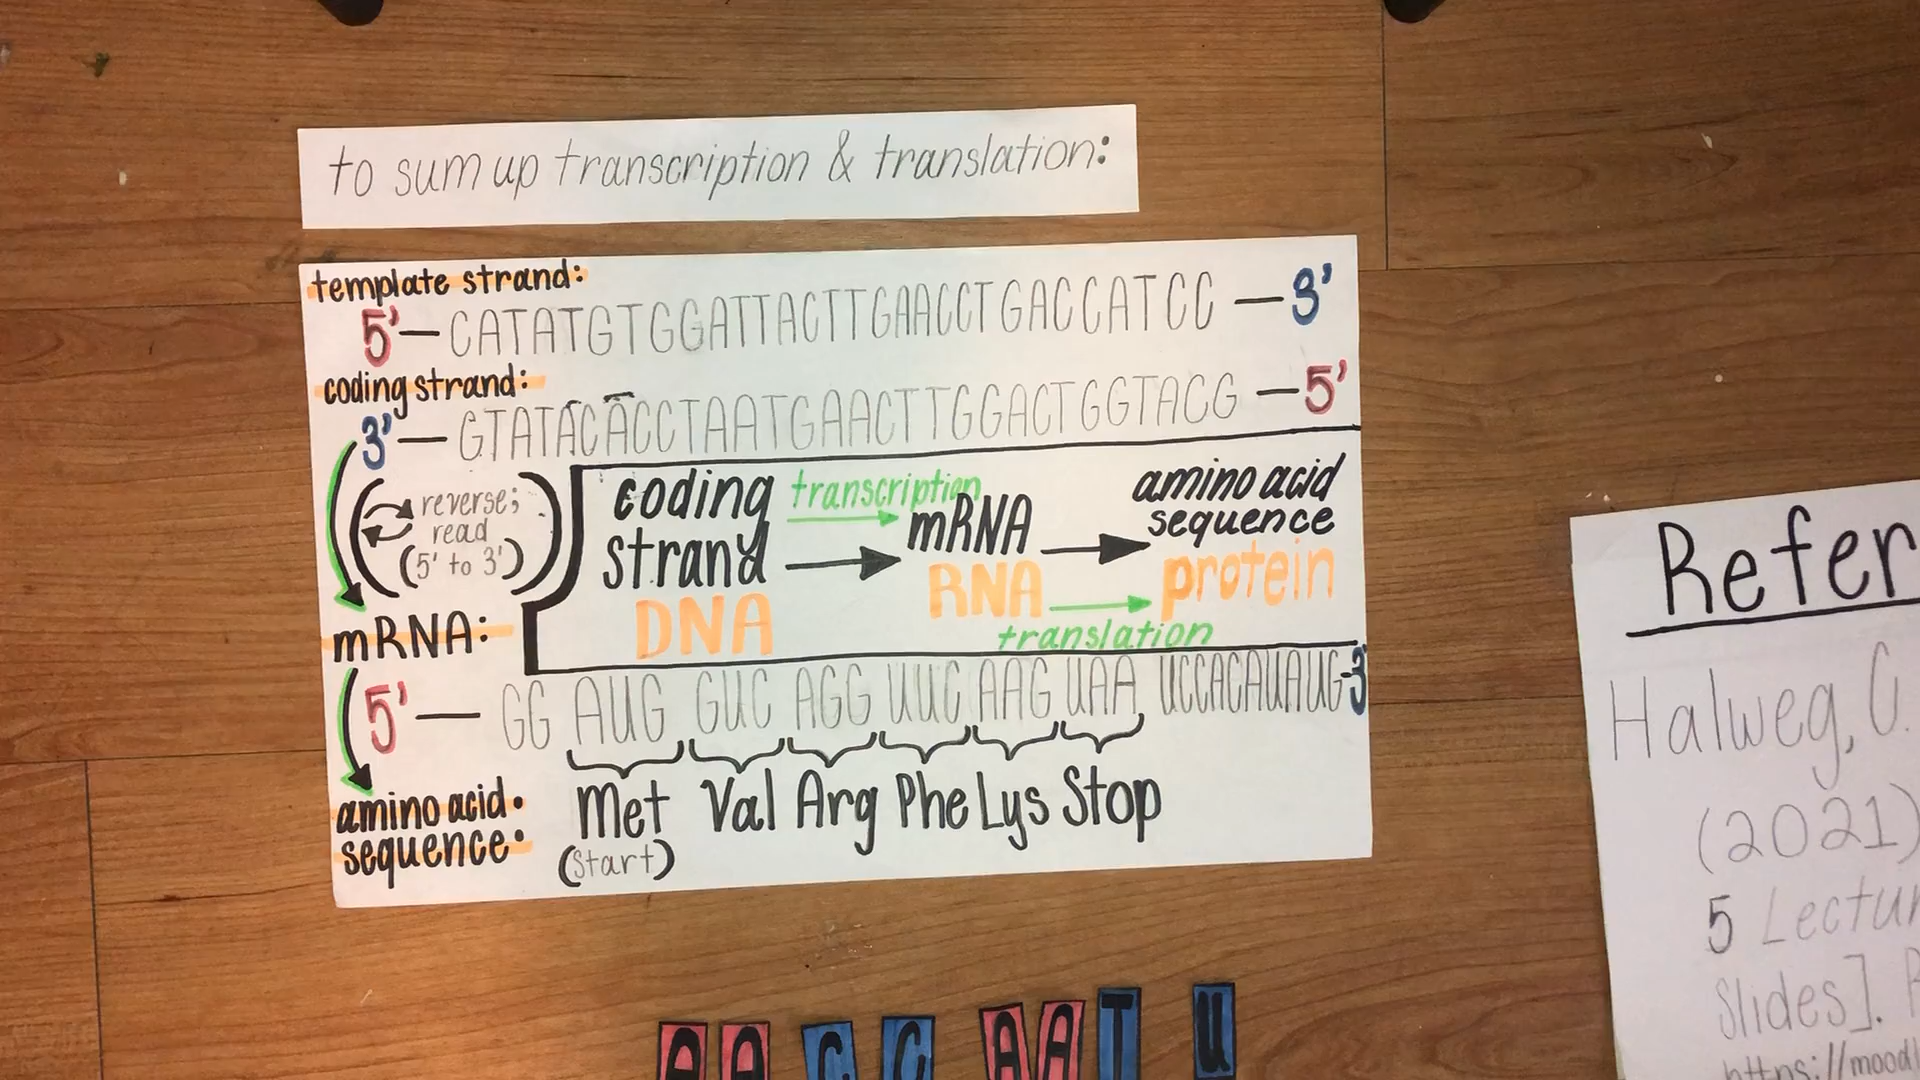 to sum up transcription & translation:
template strand:
5'—CATATGTGGATTACTTGAACCTGACCATCC—3'
coding strand:
3'—GTATACACCTAATGAACTTGGACTGGTACG—5'
reverse;
read
(5' to 3')
coding
strand
DNA
transcription
mRNA
RNA
translation
amino acid
sequence
protein
mRNA:
5'— GG AUG GUC AGG UUC AAG UAA UCCACAUAUG-3'
amino acid
sequence:
Met Val Arg Phe Lys Stop
(start)
Refer
Halweg, C.
(2021)
5 Lectur
Slides].
https://mood
A A C C A A T U